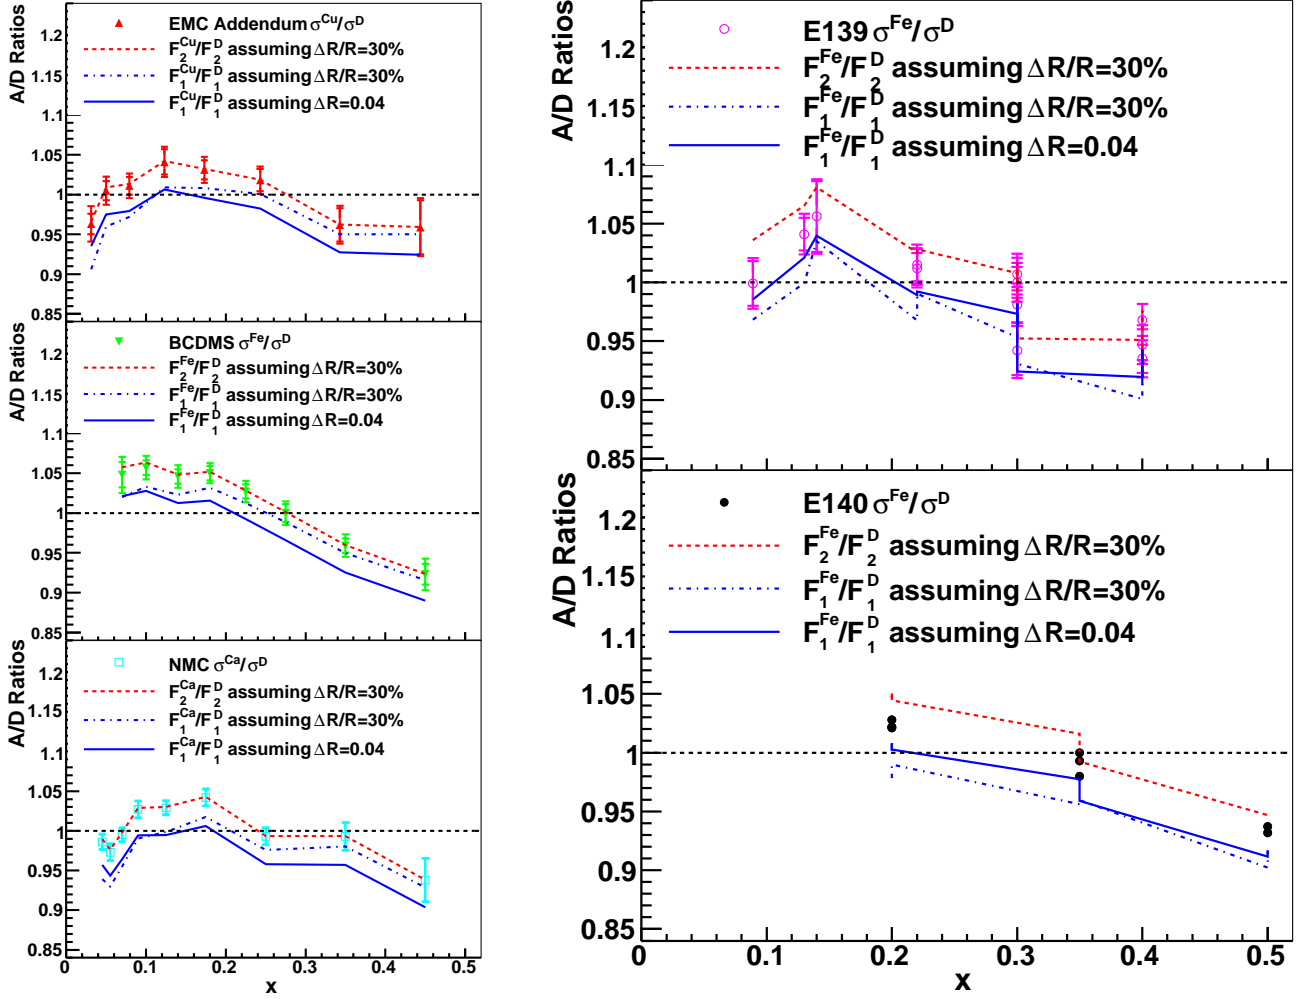 A/D Ratios
1.2
1.15
1.1
1.05
1
0.95
0.9
0.85
EMC Addendum σ^Cu/σ^D
F_2^Cu/F_2^D assuming ΔR/R=30%
F_1^Cu/F_1^D assuming ΔR/R=30%
F_1^Cu/F_1^D assuming ΔR=0.04
A/D Ratios
1.2
1.15
1.1
1.05
1
0.95
0.9
0.85
BCDMS σ^Fe/σ^D
F_2^Fe/F_2^D assuming ΔR/R=30%
F_1^Fe/F_1^D assuming ΔR/R=30%
F_1^Fe/F_1^D assuming ΔR=0.04
A/D Ratios
1.2
1.15
1.1
1.05
1
0.95
0.9
0.85
NMC σ^Ca/σ^D
F_2^Ca/F_2^D assuming ΔR/R=30%
F_1^Ca/F_1^D assuming ΔR/R=30%
F_1^Ca/F_1^D assuming ΔR=0.04
0 0.1 0.2 0.3 0.4 0.5
x
A/D Ratios
1.2
1.15
1.1
1.05
1
0.95
0.9
0.85
E139 σ^Fe/σ^D
F_2^Fe/F_2^D assuming ΔR/R=30%
F_1^Fe/F_1^D assuming ΔR/R=30%
F_1^Fe/F_1^D assuming ΔR=0.04
A/D Ratios
1.2
1.15
1.1
1.05
1
0.95
0.9
0.85
E140 σ^Fe/σ^D
F_2^Fe/F_2^D assuming ΔR/R=30%
F_1^Fe/F_1^D assuming ΔR/R=30%
F_1^Fe/F_1^D assuming ΔR=0.04
0 0.1 0.2 0.3 0.4 0.5
x